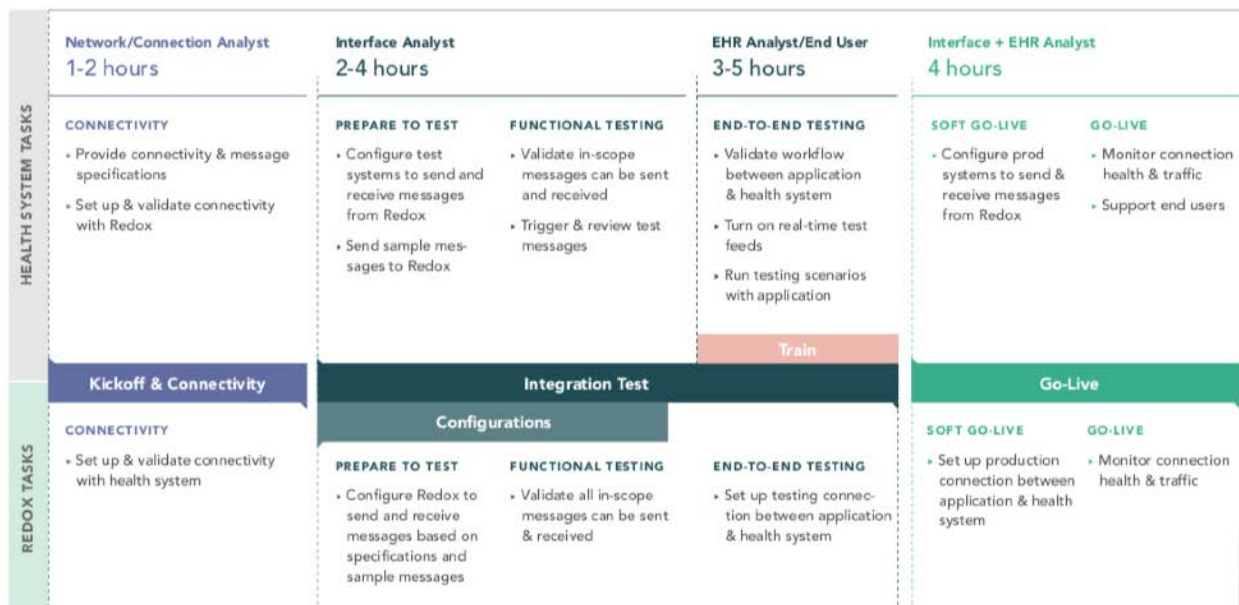 HEALTH SYSTEM TASKS
Network/Connection Analyst
1-2 hours
CONNECTIVITY
▸ Provide connectivity & message
specifications
▸ Set up & validate connectivity
with Redox
Interface Analyst
2-4 hours
PREPARE TO TEST
▸ Configure test
systems to send and
receive messages
from Redox
▸ Send sample mes-
sages to Redox
FUNCTIONAL TESTING
▸ Validate in-scope
messages can be sent
and received
▸ Trigger & review test
messages
EHR Analyst/End User
3-5 hours
END-TO-END TESTING
▸ Validate workflow
between application
& health system
▸ Turn on real-time test
feeds
▸ Run testing scenarios
with application
Train
Interface + EHR Analyst
4 hours
SOFT GO-LIVE
▸ Configure prod
systems to send &
receive messages
from Redox
GO-LIVE
▸ Monitor connection
health & traffic
▸ Support end users
Kickoff & Connectivity
Integration Test
Go-Live
Configurations
REDOX TASKS
CONNECTIVITY
▸ Set up & validate connectivity
with health system
PREPARE TO TEST
▸ Configure Redox to
send and receive
messages based on
specifications and
sample messages
FUNCTIONAL TESTING
▸ Validate all in-scope
messages can be sent
& received
END-TO-END TESTING
▸ Set up testing connec-
tion between application
& health system
SOFT GO-LIVE
▸ Set up production
connection between
application & health
system
GO-LIVE
▸ Monitor connection
health & traffic